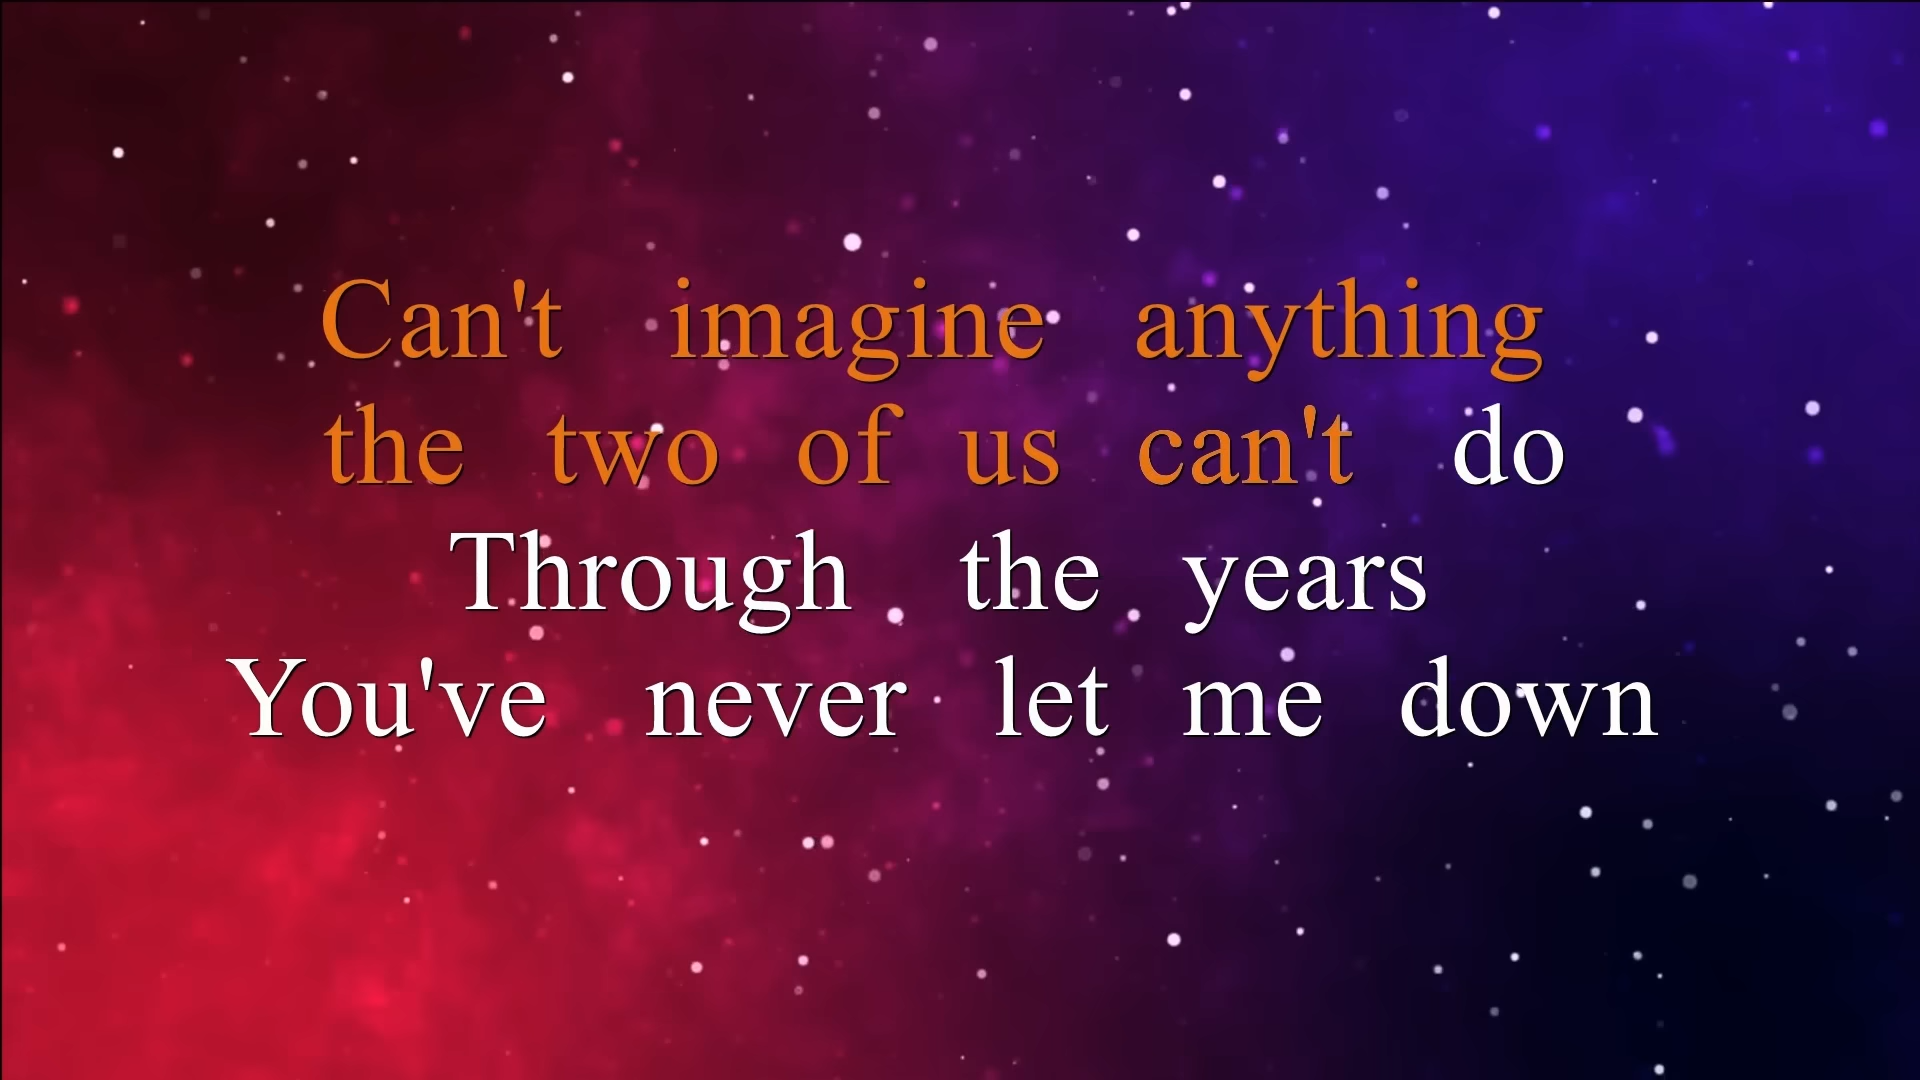 Can't imagine anything
the two of us can't do
Through the years
You've never let me down